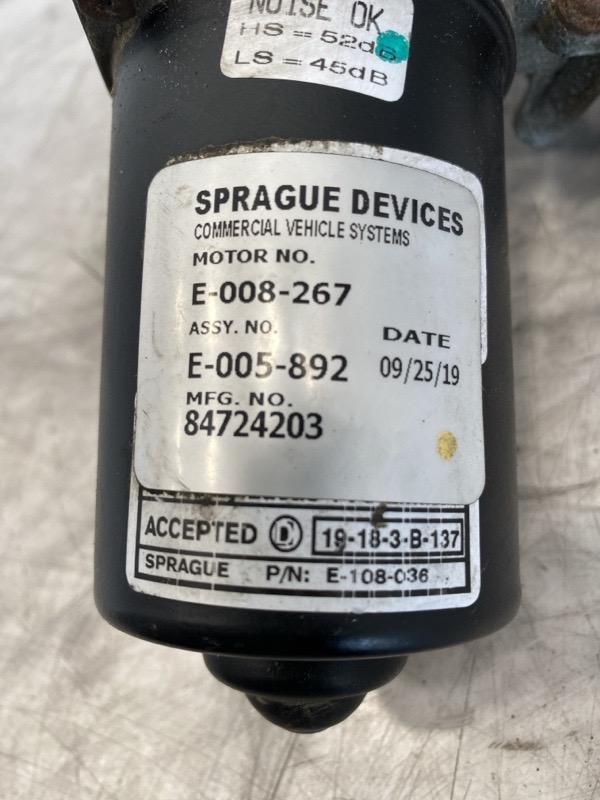 NOISE OK
HS = 52dB
LS = 45dB
SPRAGUE DEVICES
COMMERCIAL VEHICLE SYSTEMS
MOTOR NO.
E-008-267
ASSY. NO. DATE
E-005-892 09/25/19
MFG. NO.
84724203
ACCEPTED D 19-18-3-B-137
SPRAGUE P/N: E-108-036